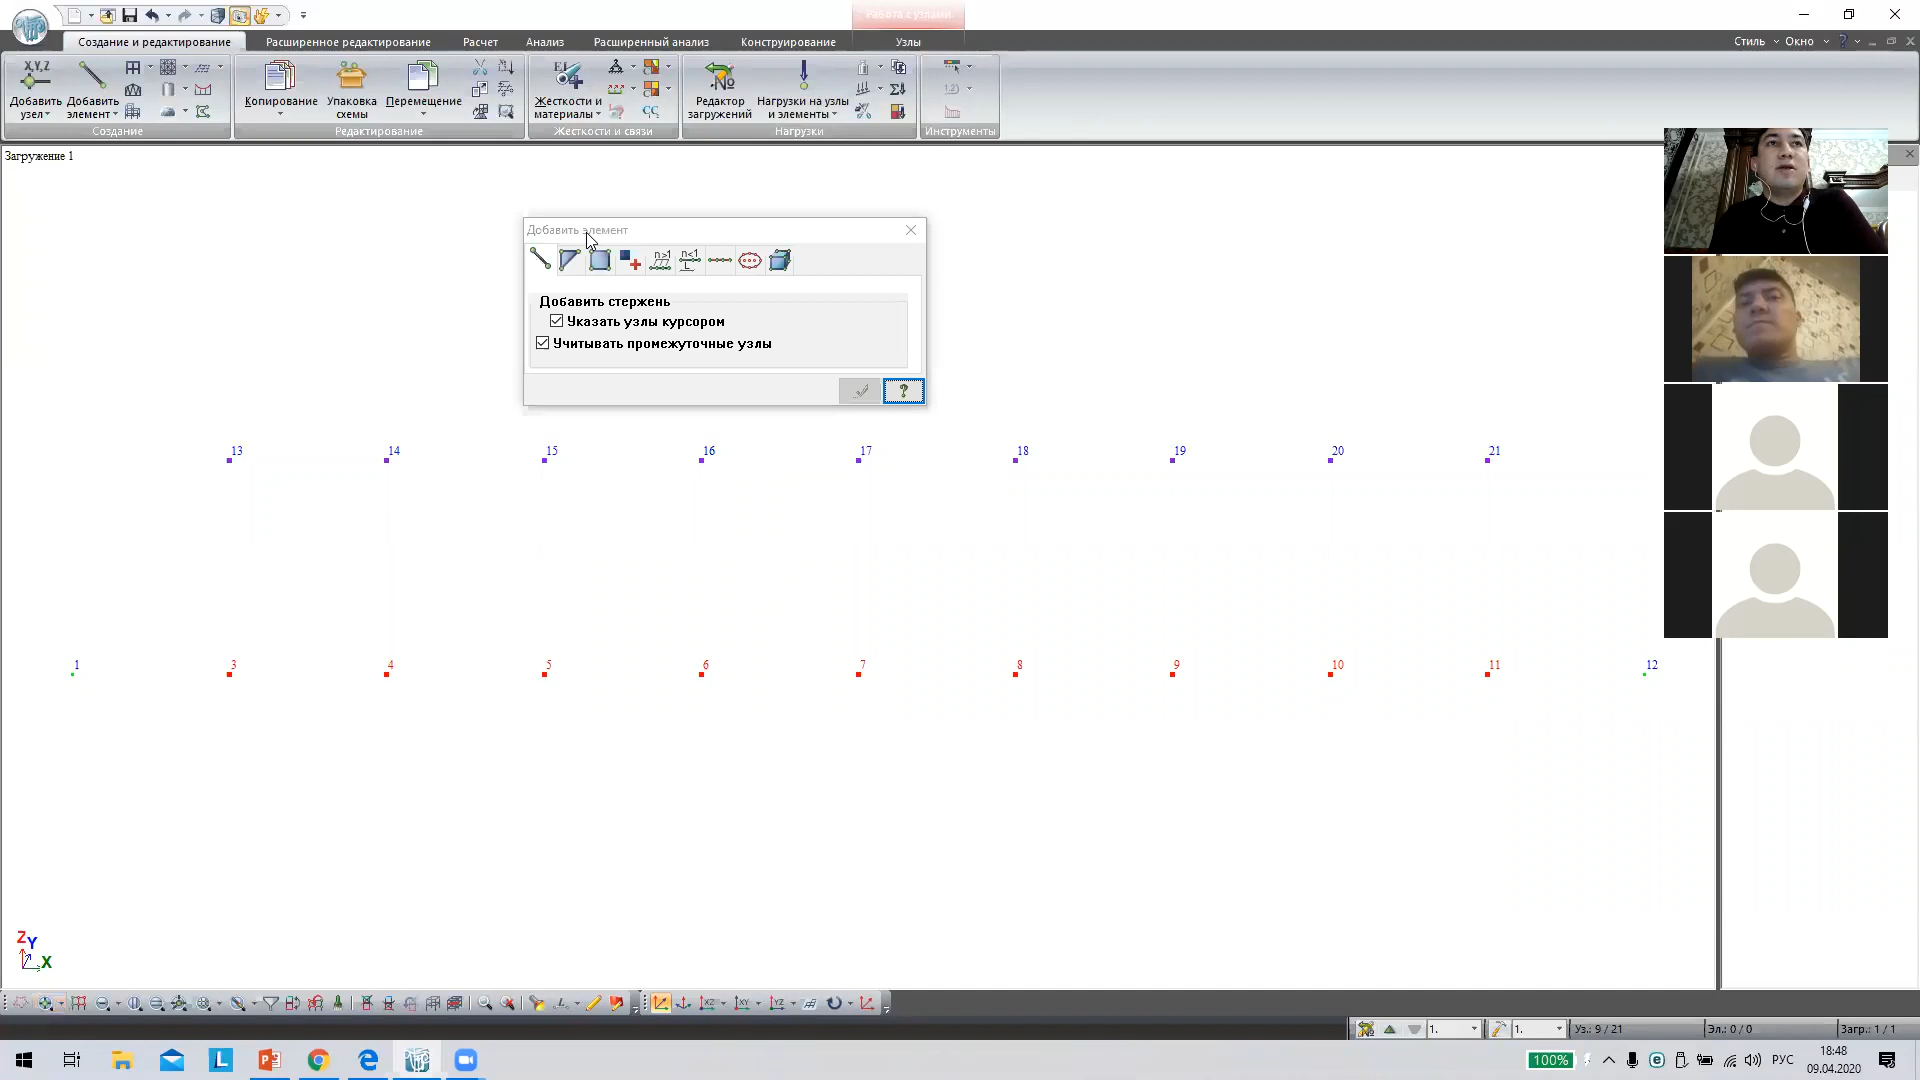 Работа с узлами
Создание и редактирование
Расширенное редактирование
Расчет
Анализ
Расширенный анализ
Конструирование
Узлы
Стиль
Окно
X,Y,Z
Добавить узел
Добавить элемент
Создание
Копирование
Упаковка схемы
Перемещение
Редактирование
Жесткости и материалы
Жесткости и связи
Редактор загружений
Нагрузки на узлы и элементы
Нагрузки
Инструменты
Загружение 1
Добавить элемент
Добавить стержень
Указать узлы курсором
Учитывать промежуточные узлы
?
13 14 15 16 17 18 19 20 21
1 3 4 5 6 7 8 9 10 11 12
Z
Y
X
1.
1.
Уз.: 9 / 21
Эл.: 0 / 0
Загр.: 1 / 1
100%
РУС
18:48
09.04.2020